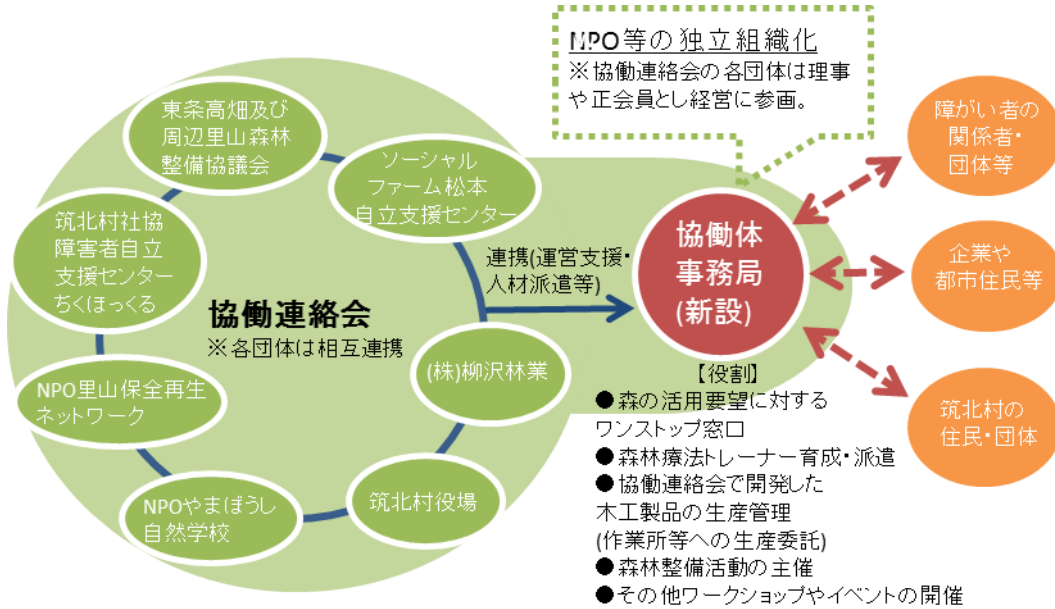 NPO等の独立組織化
※協働連絡会の各団体は理事
や正会員とし経営に参画。
東条高畑及び
周辺里山森林
整備協議会
ソーシャル
ファーム松本
自立支援センター
筑北村社協
障害者自立
支援センター
ちくほっくる
協働連絡会
※各団体は相互連携
NPO里山保全再生
ネットワーク
NPOやまぼうし
自然学校
筑北村役場
(株)柳沢林業
連携(運営支援・
人材派遣等)
協働体
事務局
(新設)
障がい者の
関係者・
団体等
企業や
都市住民等
筑北村の
住民・団体
【役割】
●森の活用要望に対する
ワンストップ窓口
●森林療法トレーナー育成・派遣
●協働連絡会で開発した
木工製品の生産管理
(作業所等への生産委託)
●森林整備活動の主催
●その他ワークショップやイベントの開催